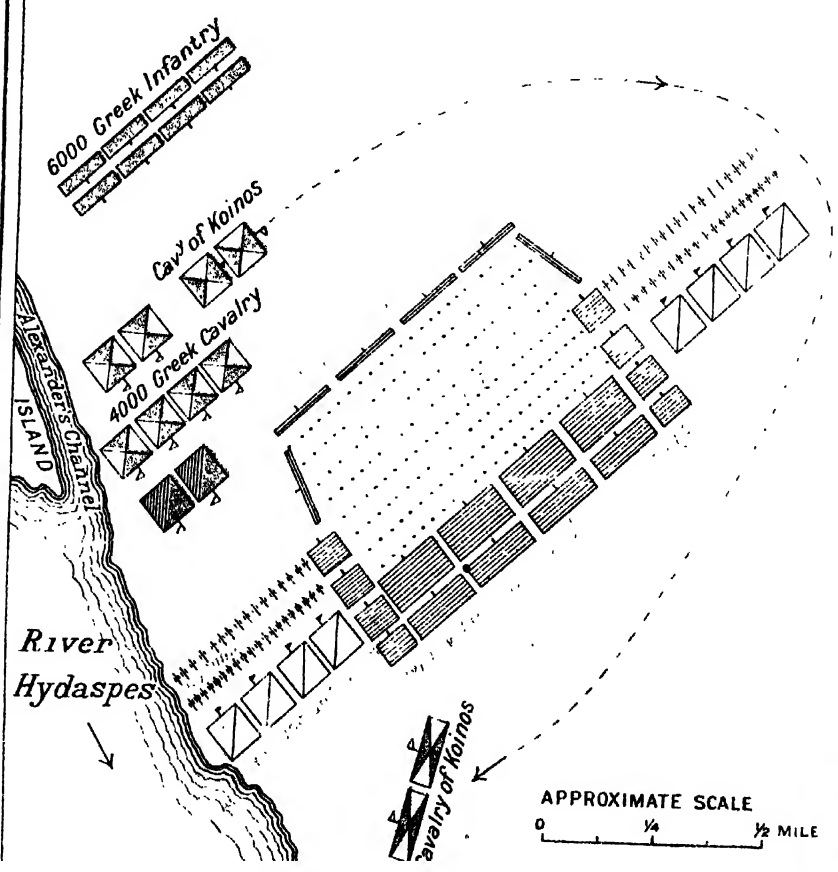 6000 Greek Infantry
Cavy of Koinos
4000 Greek Cavalry
Alexander's Channel
ISLAND
River
Hydaspes
Cavalry of Koinos
APPROXIMATE SCALE
0 ¼ ½ MILE